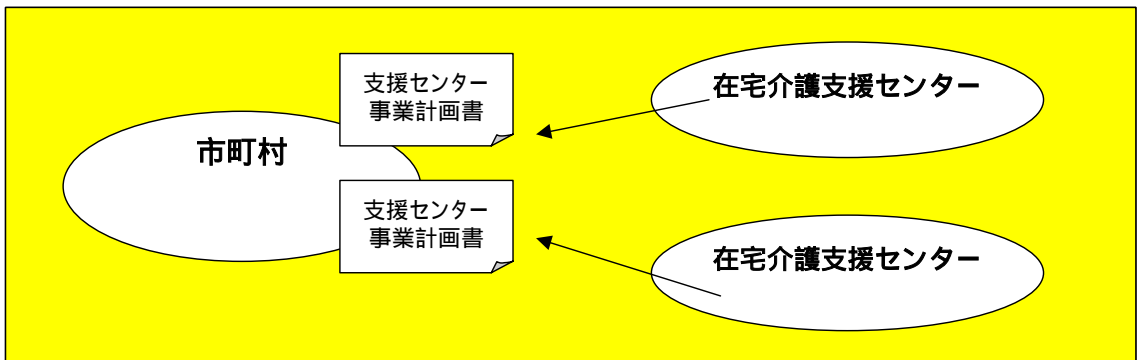 市町村
支援センター
事業計画書
在宅介護支援センター
支援センター
事業計画書
在宅介護支援センター